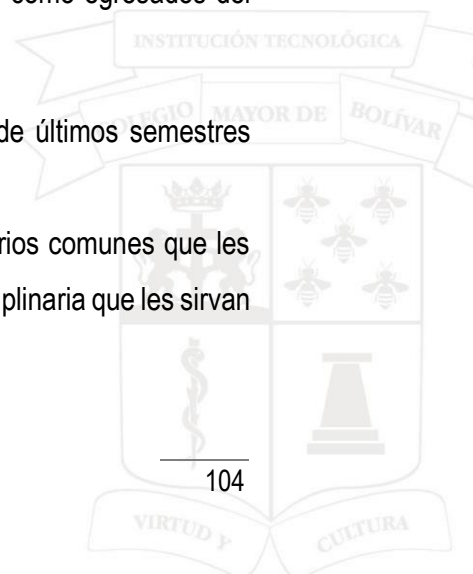 como egresados del
INSTITUCIÓN TECNOLÓGICA
COLEGIO MAYOR DE BOLÍVAR
de últimos semestres
rios comunes que les
plinaria que les sirvan
104
VIRTUD Y CULTURA